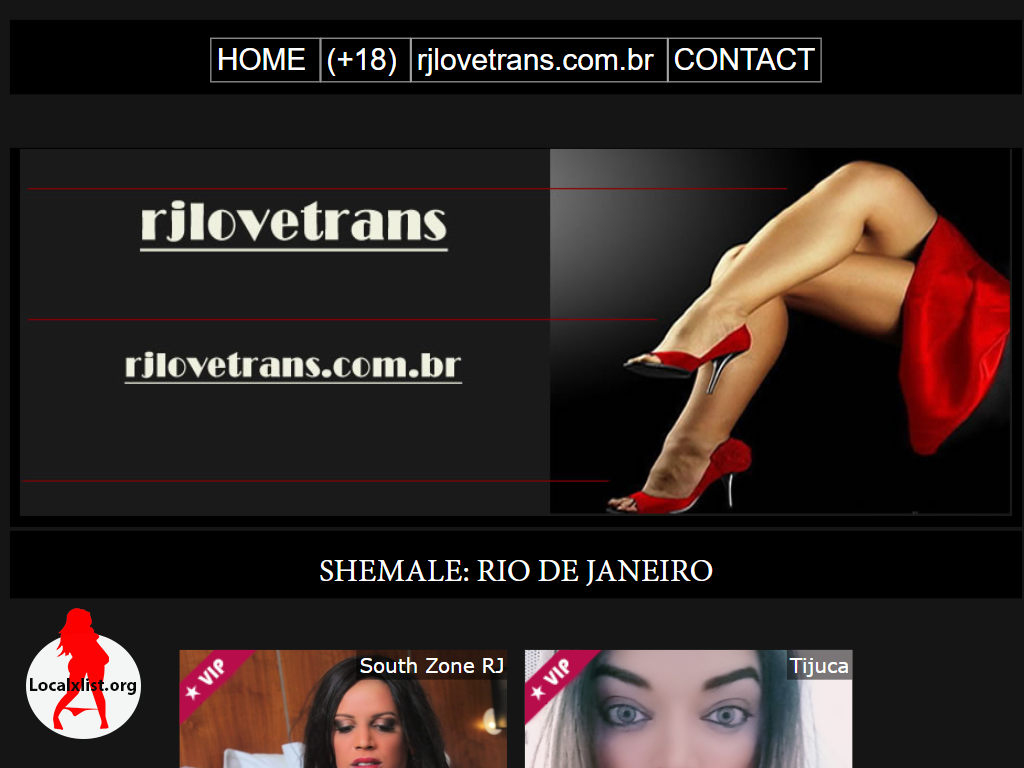 HOME (+18) rjlovetrans.com.br CONTACT
rjlovetrans
rjlovetrans.com.br
SHEMALE: RIO DE JANEIRO
Localxlist.org
★ VIP
South Zone RJ
★ VIP
Tijuca